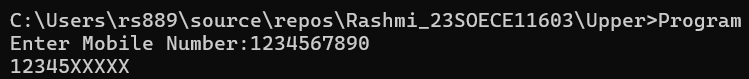 C:\Users\rs889\source\repos\Rashmi_23SOECE11603\Upper>Program
Enter Mobile Number:1234567890
12345XXXXX